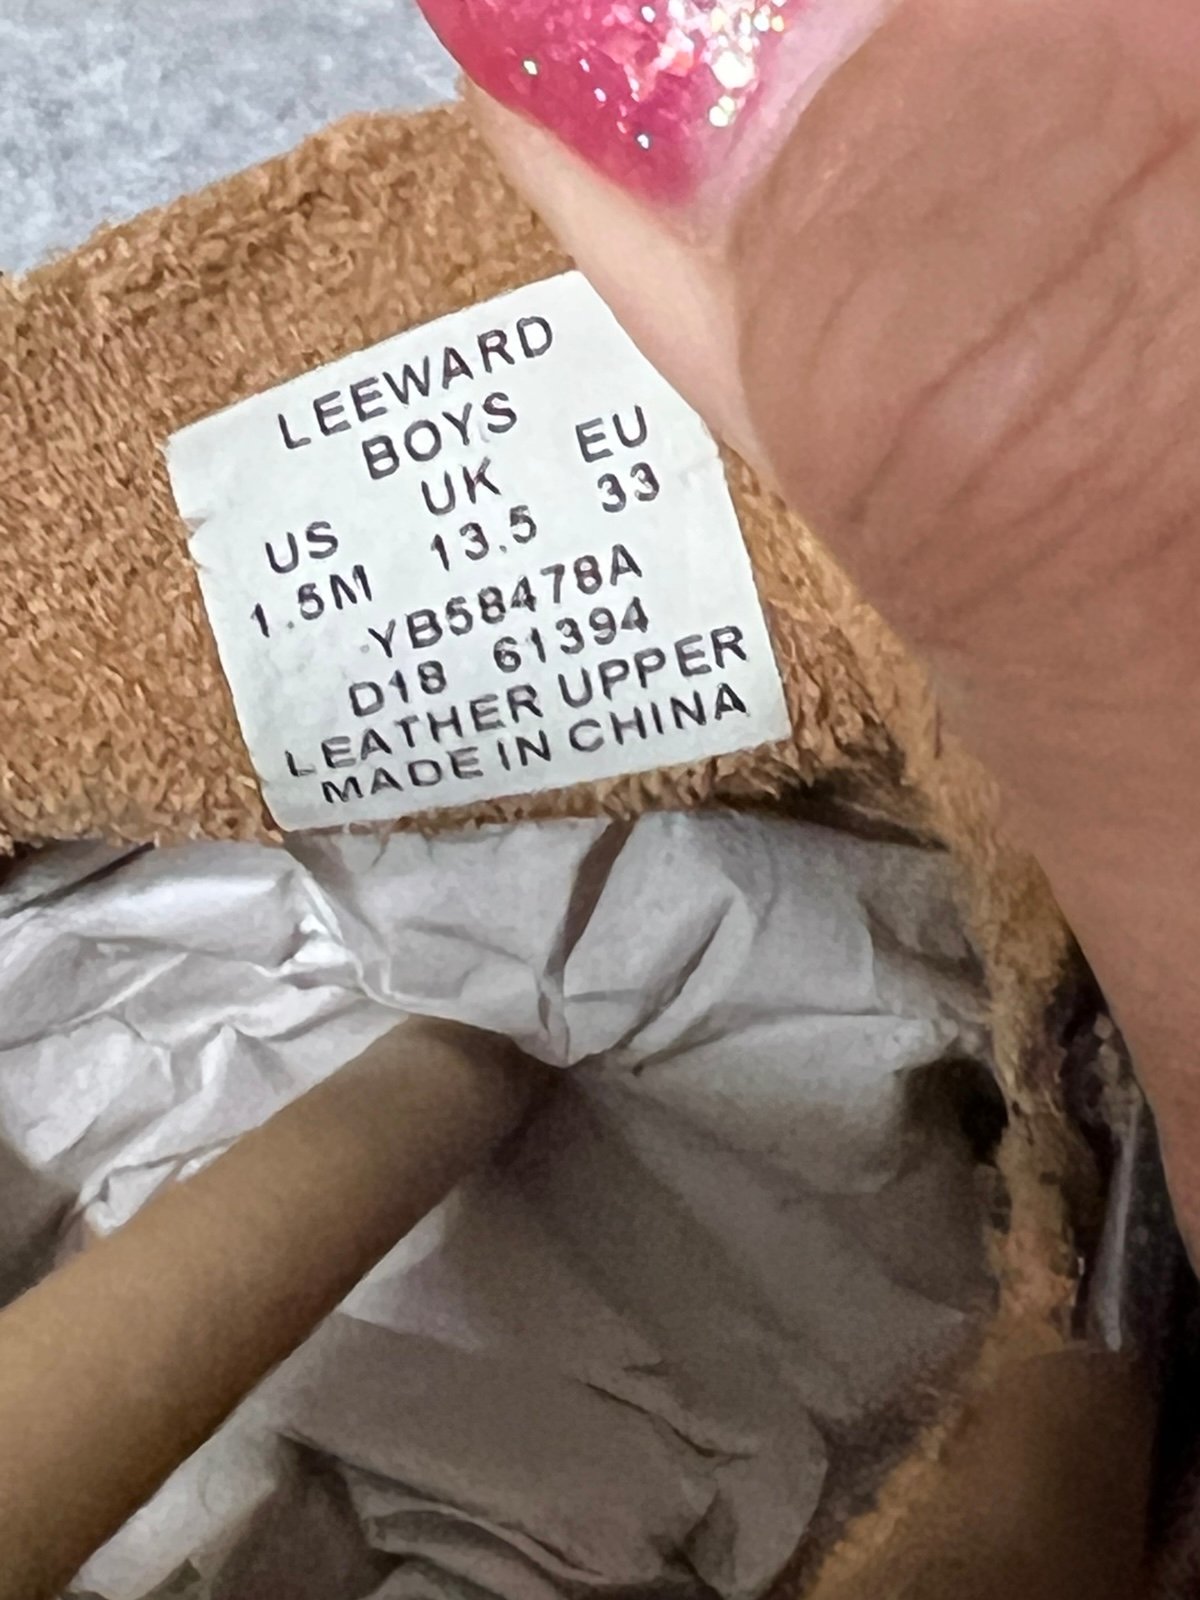 LEEWARD
BOYS
US UK EU
1.5M 13.5 33
YB58478A
D18 61394
LEATHER UPPER
MADE IN CHINA